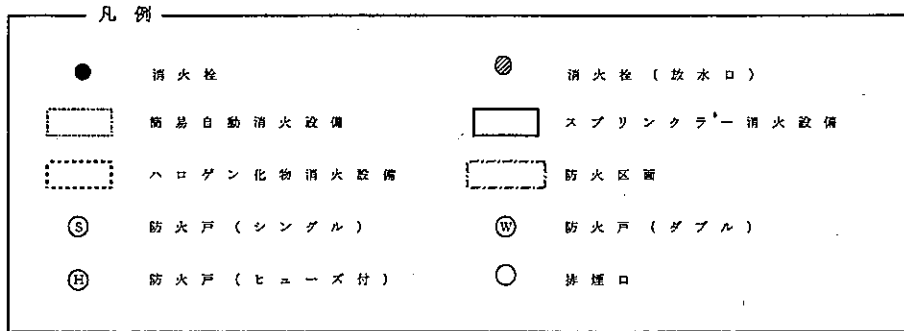 凡例
消火栓
消火栓(放水口)
簡易自動消火設備
スプリンクラー消火設備
ハロゲン化物消火設備
防火区画
S 防火戸(シングル)
W 防火戸(ダブル)
H 防火戸(ヒューズ付)
排煙口